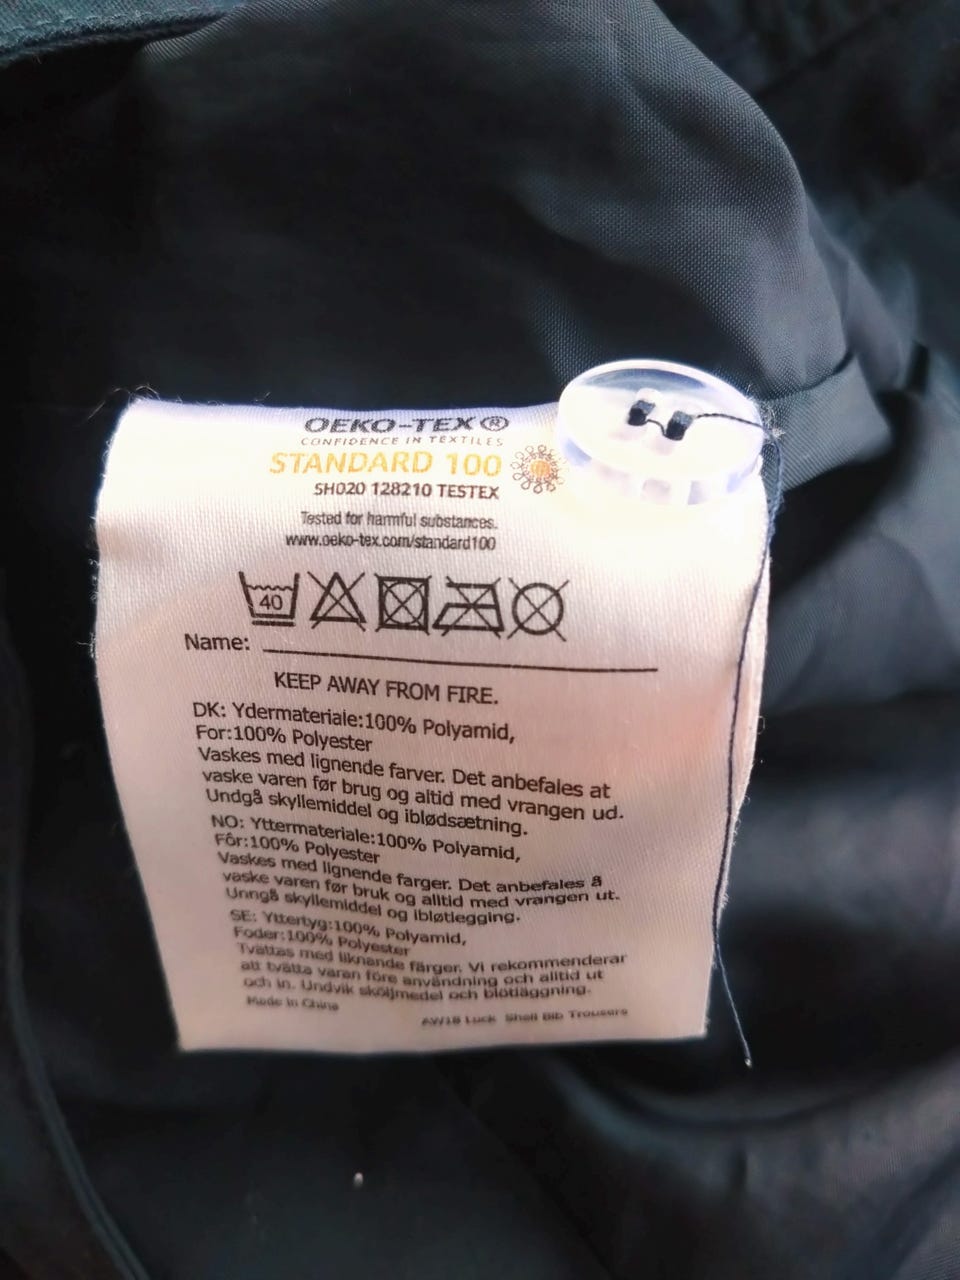 OEKO-TEX®
CONFIDENCE IN TEXTILES
STANDARD 100
SH020 128210 TESTEX
Tested for harmful substances.
www.oeko-tex.com/standard100
40
Name:
KEEP AWAY FROM FIRE.
DK: Ydermateriale:100% Polyamid,
For:100% Polyester
Vaskes med lignende farver. Det anbefales at
vaske varen før brug og altid med vrangen ud.
Undgå skyllemiddel og iblødsætning.
NO: Yttermateriale:100% Polyamid,
Fôr:100% Polyester
Vaskes med lignende farger. Det anbefales å
vaske varen før bruk og alltid med vrangen ut.
Unngå skyllemiddel og ibløtlegging.
SE: Yttertyg:100% Polyamid,
Foder:100% Polyester
Tvättas med liknande färger. Vi rekommenderar
att tvätta varan före användning och alltid ut
och in. Undvik sköljmedel och blötläggning.
Made in China
AW18 Luck Shell Bib Trousers